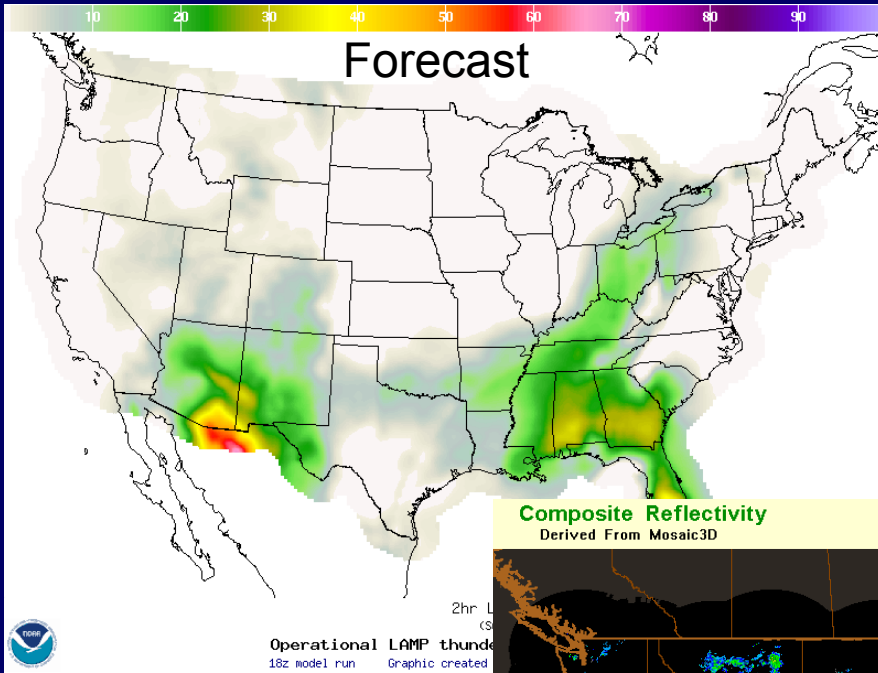 10 20 30 40 50 60 70 80 90
Forecast
Composite Reflectivity
Derived From Mosaic3D
2hr L
(S
Operational LAMP thunde
18z model run Graphic created
NOAA